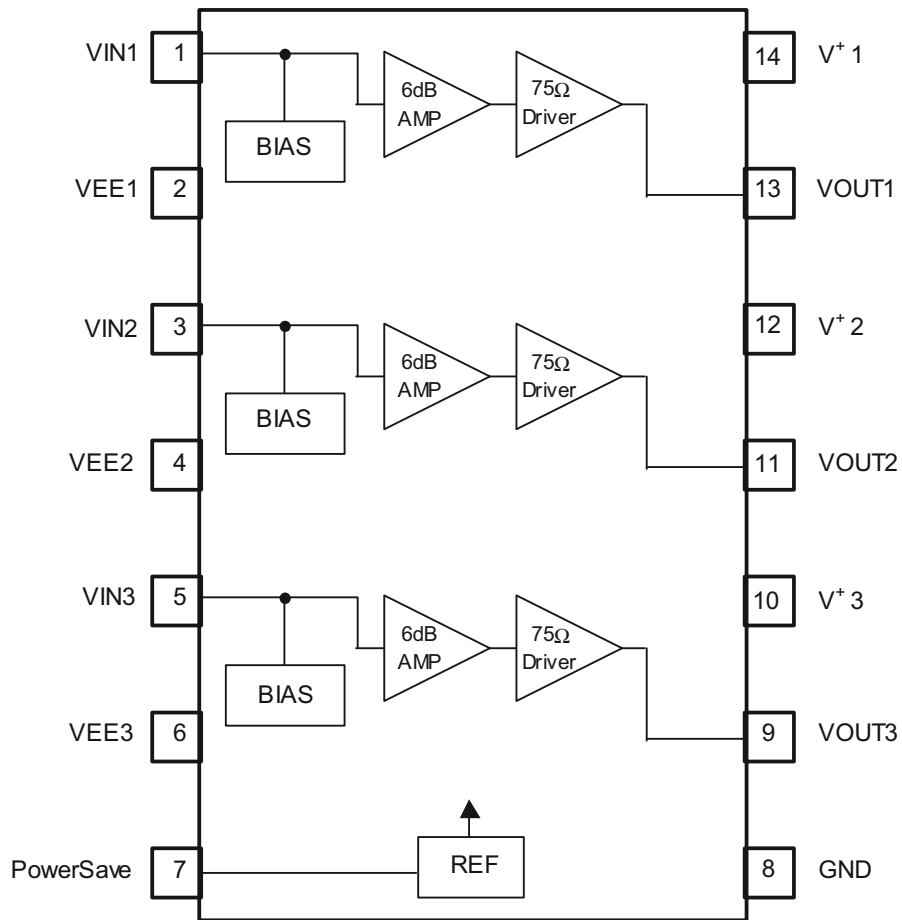 VIN1 1 14 V+ 1
6dB AMP
75Ω Driver
BIAS
VEE1 2 13 VOUT1
VIN2 3 12 V+ 2
6dB AMP
75Ω Driver
BIAS
VEE2 4 11 VOUT2
VIN3 5 10 V+ 3
6dB AMP
75Ω Driver
BIAS
VEE3 6 9 VOUT3
PowerSave 7 REF 8 GND